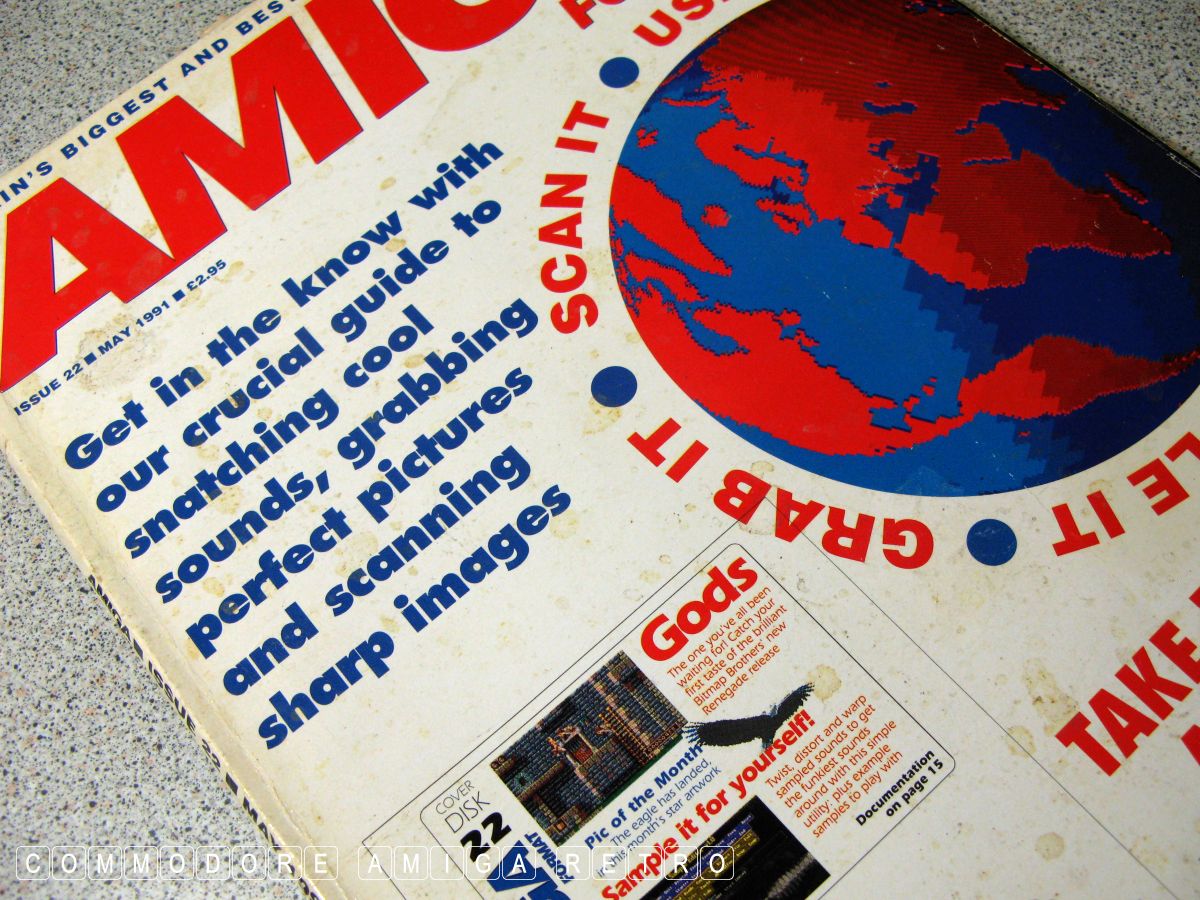 IN'S BIGGEST AND BEST
AMIG
ISSUE 22 ■ MAY 1991 ■ £2.95
Get in the know with
our crucial guide to
snatching cool
sounds, grabbing
perfect pictures
and scanning
sharp images
SCAN IT
GRAB IT
LE IT
TAKE
Gods
The one you've all been
waiting for! Catch your
first taste of the brilliant
Bitmap Brothers' new
Renegade release
COVER
DISK
22
Pic of the Month
The eagle has landed,
in this month's star artwork
Sample it for yourself!
Twist, distort and warp
sampled sounds to get
the funkiest sounds
around with this simple
utility: plus example
samples to play with
Documentation
on page 15
COMMODORE AMIGA RETRO